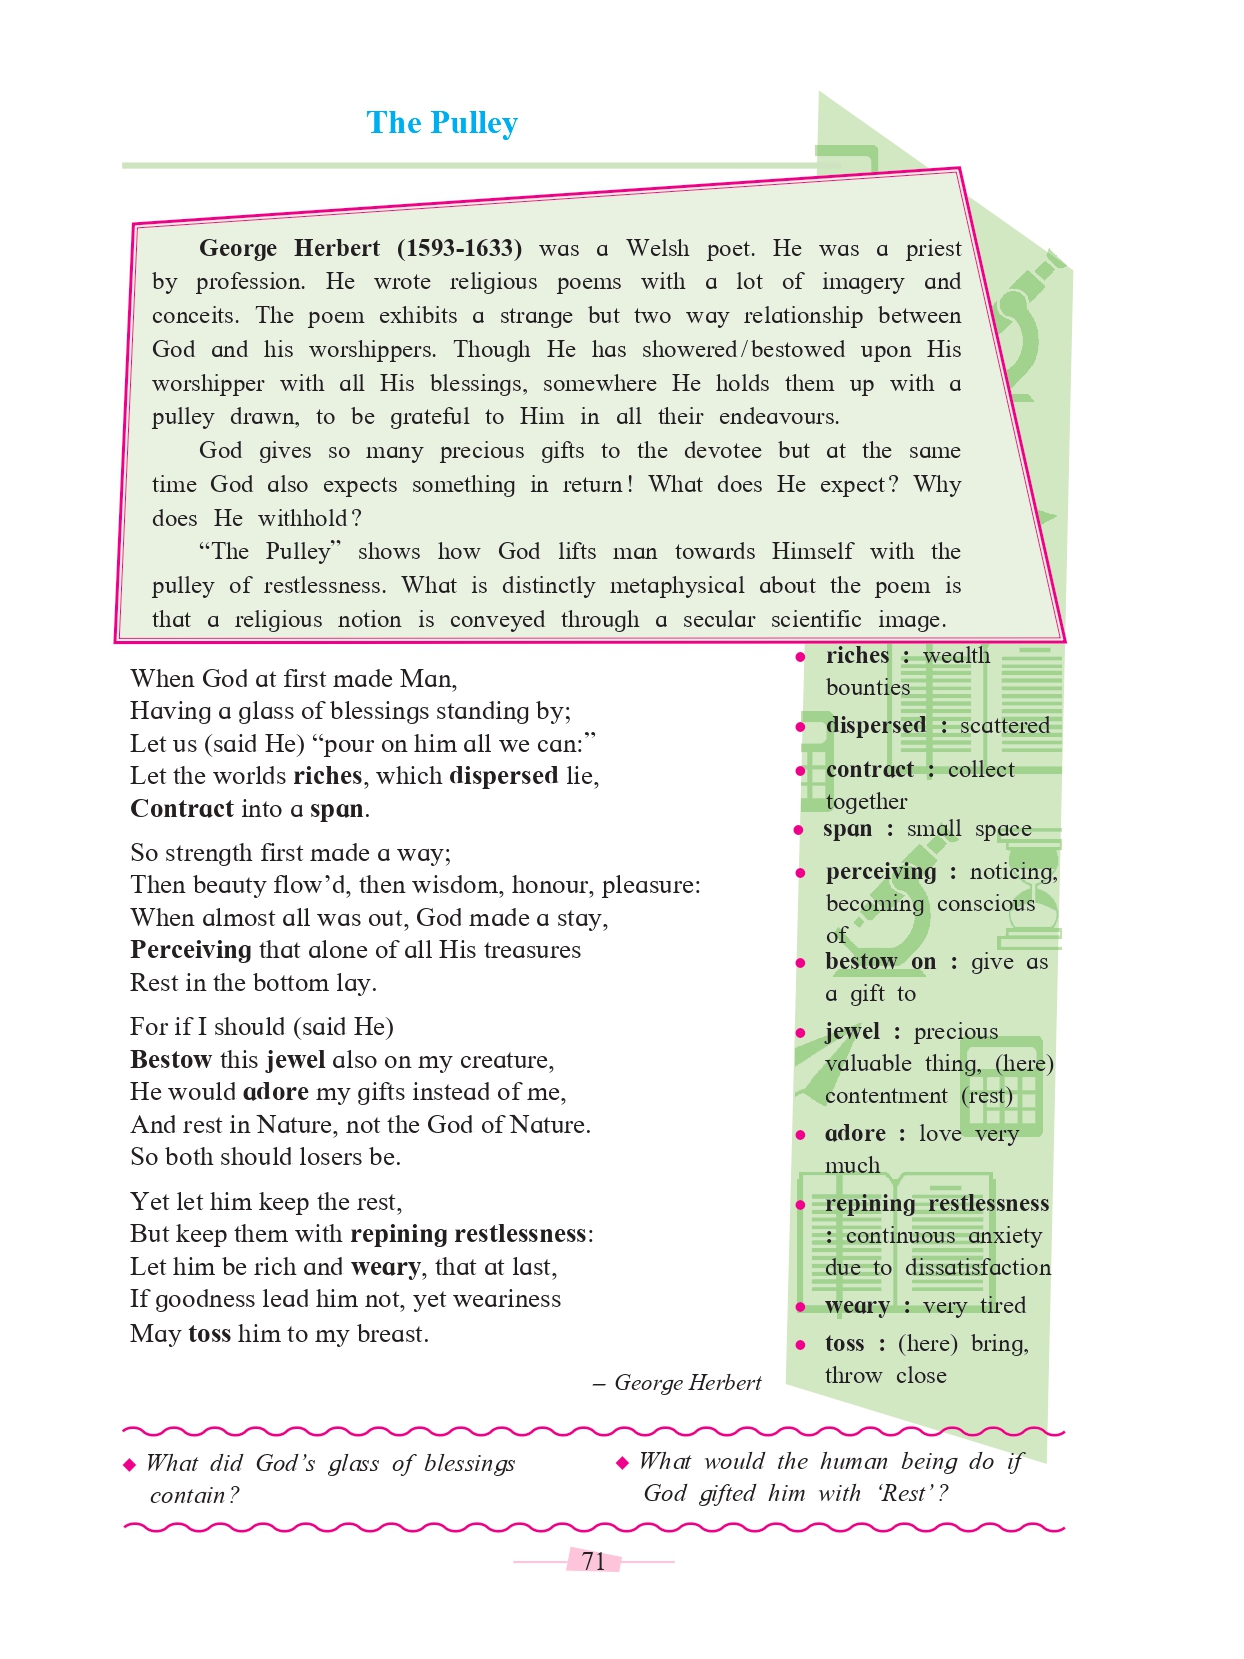 The Pulley
George Herbert (1593-1633) was a Welsh poet. He was a priest
by profession. He wrote religious poems with a lot of imagery and
conceits. The poem exhibits a strange but two way relationship between
God and his worshippers. Though He has showered/bestowed upon His
worshipper with all His blessings, somewhere He holds them up with a
pulley drawn, to be grateful to Him in all their endeavours.
God gives so many precious gifts to the devotee but at the same
time God also expects something in return! What does He expect? Why
does He withhold?
“The Pulley” shows how God lifts man towards Himself with the
pulley of restlessness. What is distinctly metaphysical about the poem is
that a religious notion is conveyed through a secular scientific image.
When God at first made Man,
Having a glass of blessings standing by;
Let us (said He) “pour on him all we can:”
Let the worlds riches, which dispersed lie,
Contract into a span.
So strength first made a way;
Then beauty flow’d, then wisdom, honour, pleasure:
When almost all was out, God made a stay,
Perceiving that alone of all His treasures
Rest in the bottom lay.
For if I should (said He)
Bestow this jewel also on my creature,
He would adore my gifts instead of me,
And rest in Nature, not the God of Nature.
So both should losers be.
Yet let him keep the rest,
But keep them with repining restlessness:
Let him be rich and weary, that at last,
If goodness lead him not, yet weariness
May toss him to my breast.
– George Herbert
• riches : wealth
bounties
• dispersed : scattered
• contract : collect
together
• span : small space
• perceiving : noticing,
becoming conscious
of
• bestow on : give as
a gift to
• jewel : precious
valuable thing, (here)
contentment (rest)
• adore : love very
much
• repining restlessness
: continuous anxiety
due to dissatisfaction
• weary : very tired
• toss : (here) bring,
throw close
◆ What did God’s glass of blessings
contain?
◆ What would the human being do if
God gifted him with ‘Rest’?
71